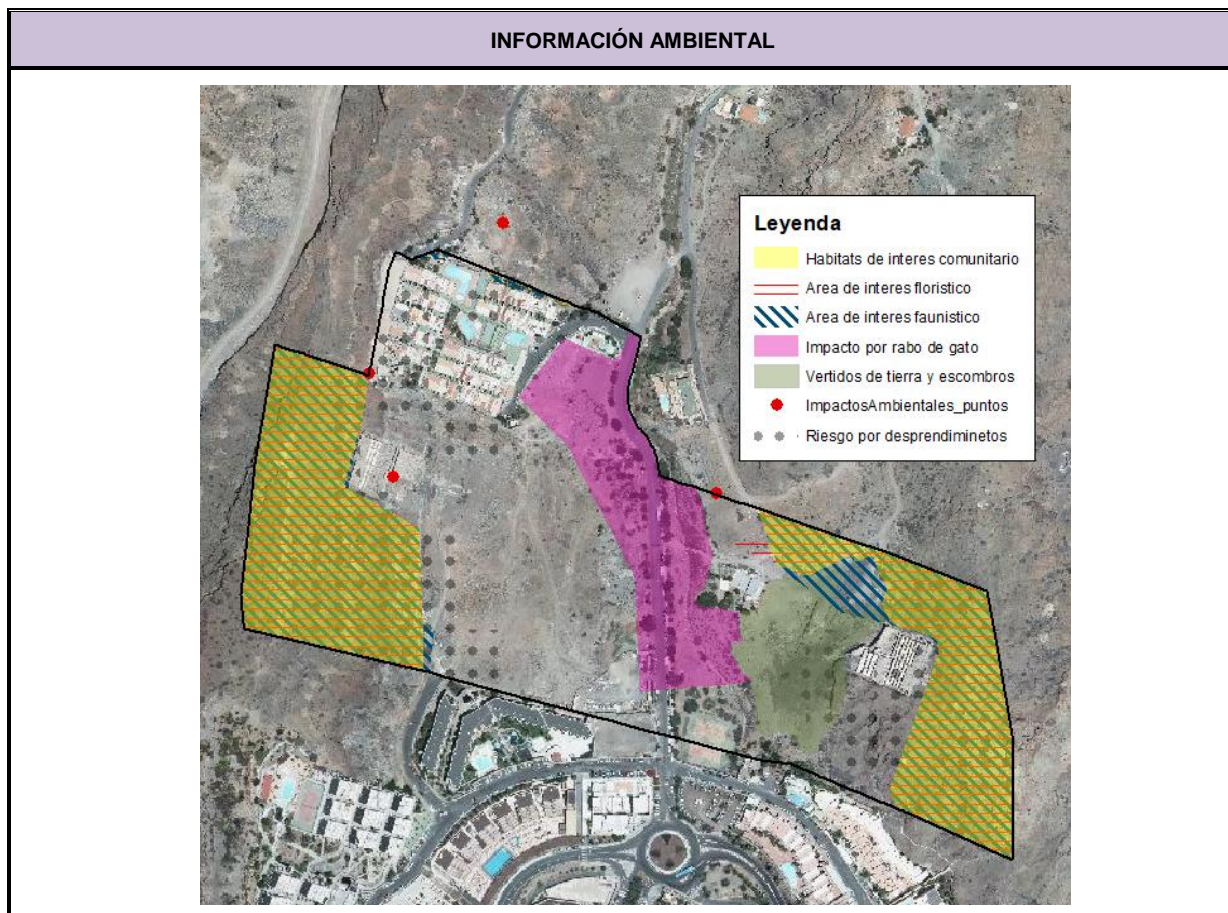 INFORMACIÓN AMBIENTAL
Leyenda
Habitats de interes comunitario
Area de interes floristico
Area de interes faunistico
Impacto por rabo de gato
Vertidos de tierra y escombros
ImpactosAmbientales_puntos
Riesgo por desprendiminetos